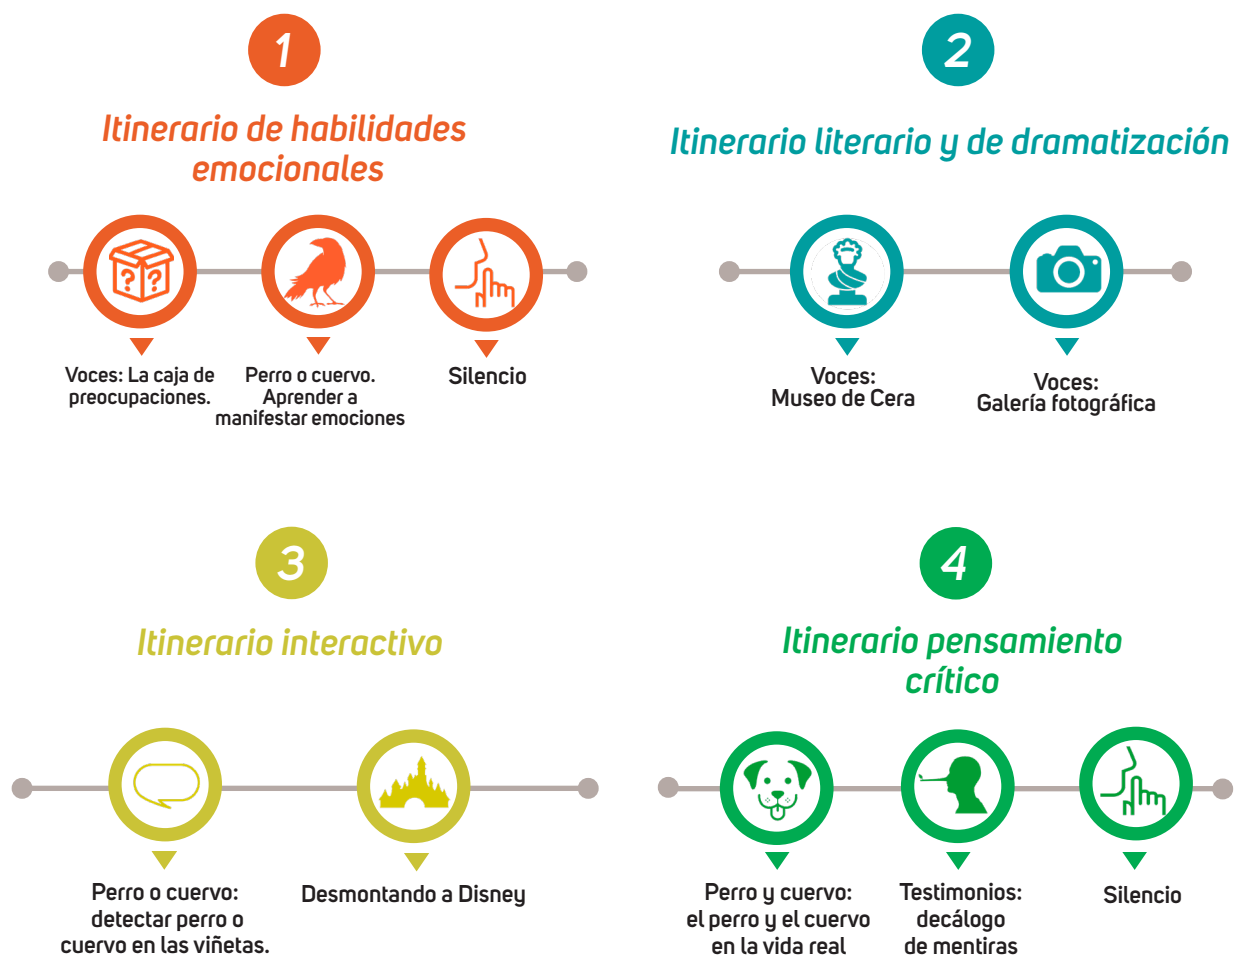 1
Itinerario de habilidades
emocionales
? ?
Voces: La caja de
preocupaciones.
Perro o cuervo.
Aprender a
manifestar emociones
Silencio
2
Itinerario literario y de dramatización
Voces:
Museo de Cera
Voces:
Galería fotográfica
3
Itinerario interactivo
Perro o cuervo:
detectar perro o
cuervo en las viñetas.
Desmontando a Disney
4
Itinerario pensamiento
crítico
Perro y cuervo:
el perro y el cuervo
en la vida real
Testimonios:
decálogo
de mentiras
Silencio